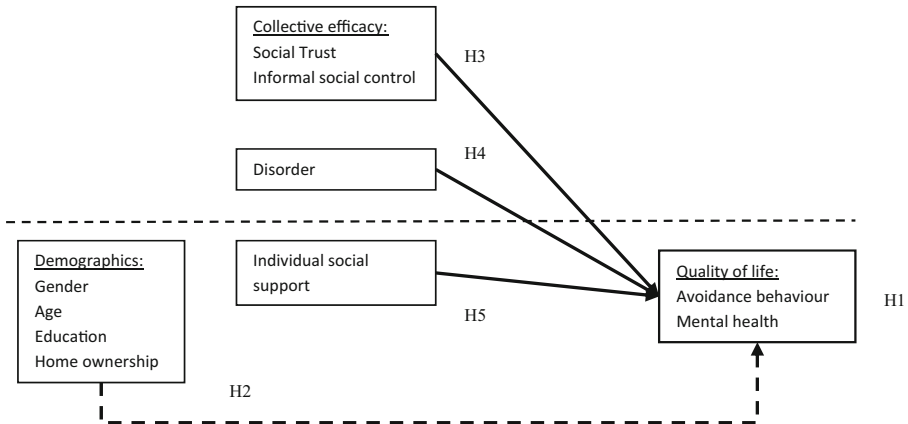 Collective efficacy:
Social Trust
Informal social control
H3
H4
Disorder
Demographics:
Gender
Age
Education
Home ownership
Individual social
support
H5
Quality of life:
Avoidance behaviour
Mental health
H1
H2